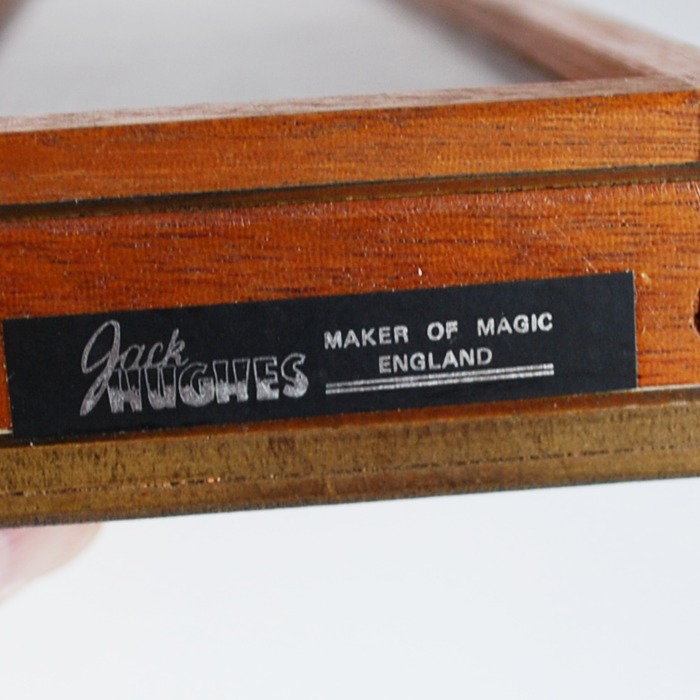 Jack
HUGHES
MAKER OF MAGIC
ENGLAND